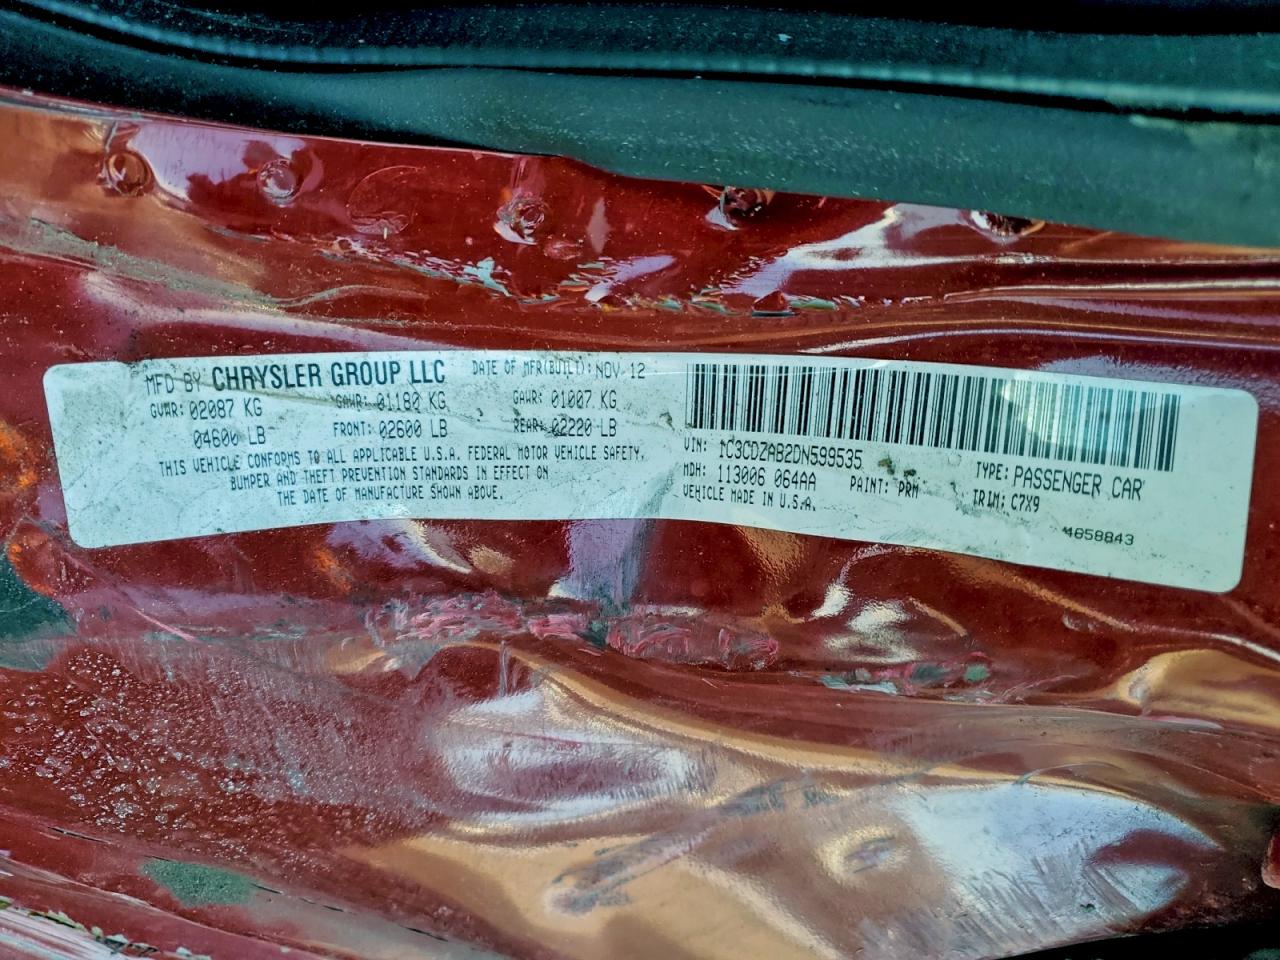 MFD BY CHRYSLER GROUP LLC DATE OF MFR(BUTLT): NOV 12
GVWR: 02087 KG GAWR: 01180 KG GAWR: 01007 KG
04600 LB FRONT: 02600 LB REAR: 02220 LB
THIS VEHICLE CONFORMS TO ALL APPLICABLE U.S.A. FEDERAL MOTOR VEHICLE SAFETY,
BUMPER AND THEFT PREVENTION STANDARDS IN EFFECT ON
THE DATE OF MANUFACTURE SHOWN ABOVE.
VIN: 1C3CDZAB2DN599535 TYPE: PASSENGER CAR
MDH: 113006 064AA PAINT: PRM TRIM: C7X9
VEHICLE MADE IN U.S.A.
4658843